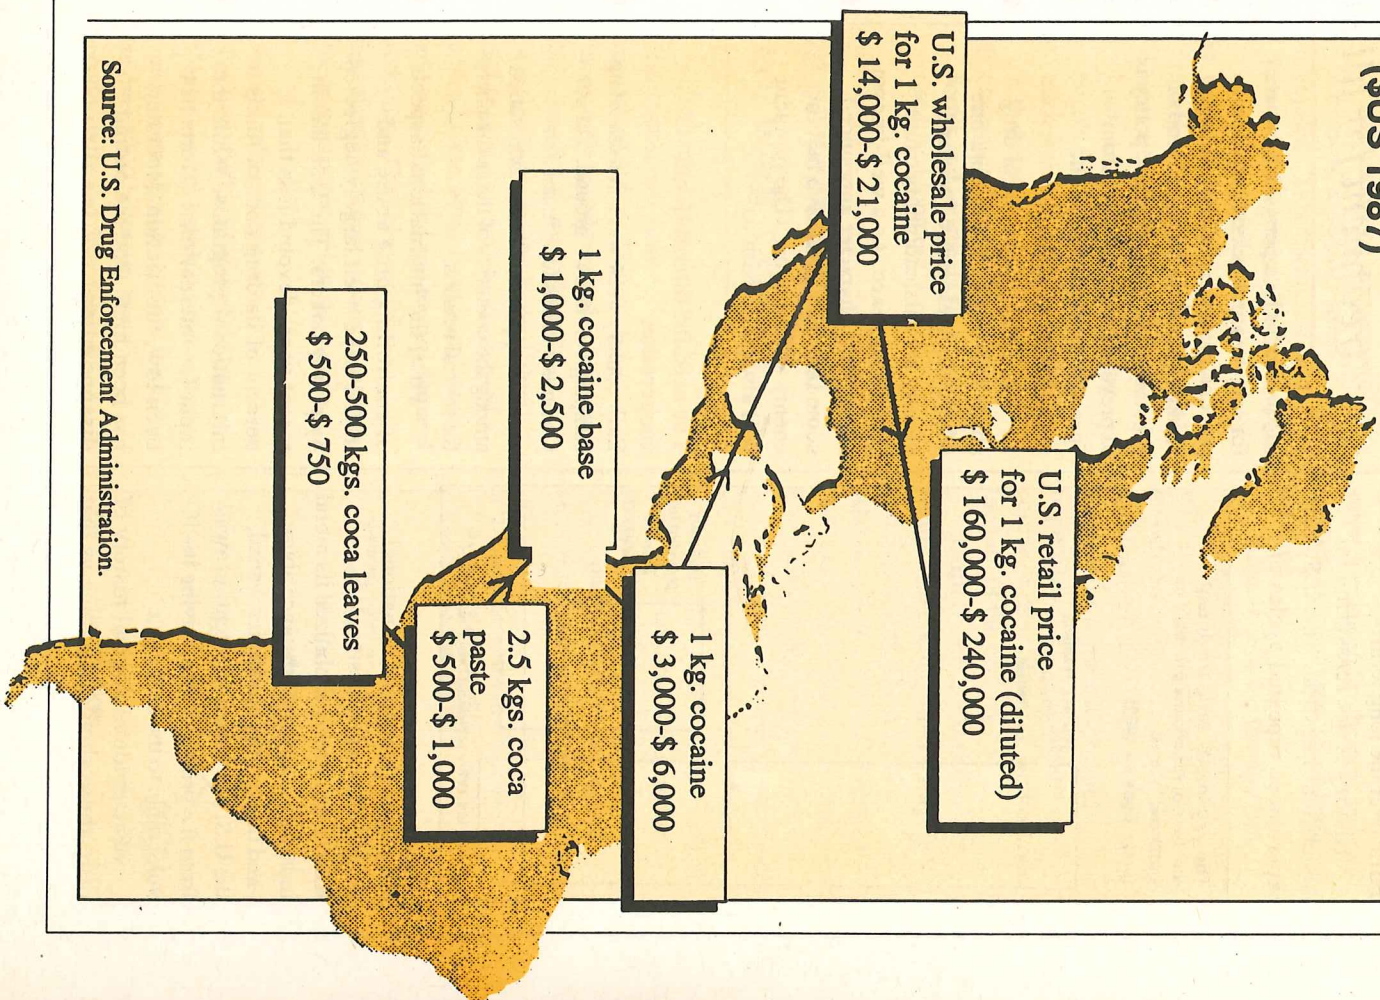 ($US 1987)
U.S. wholesale price
for 1 kg. cocaine
$ 14,000-$ 21,000
U.S. retail price
for 1 kg. cocaine (diluted)
$ 160,000-$ 240,000
1 kg. cocaine
$ 3,000-$ 6,000
1 kg. cocaine base
$ 1,000-$ 2,500
2.5 kgs. coca
paste
$ 500-$ 1,000
250-500 kgs. coca leaves
$ 500-$ 750
Source: U.S. Drug Enforcement Administration.